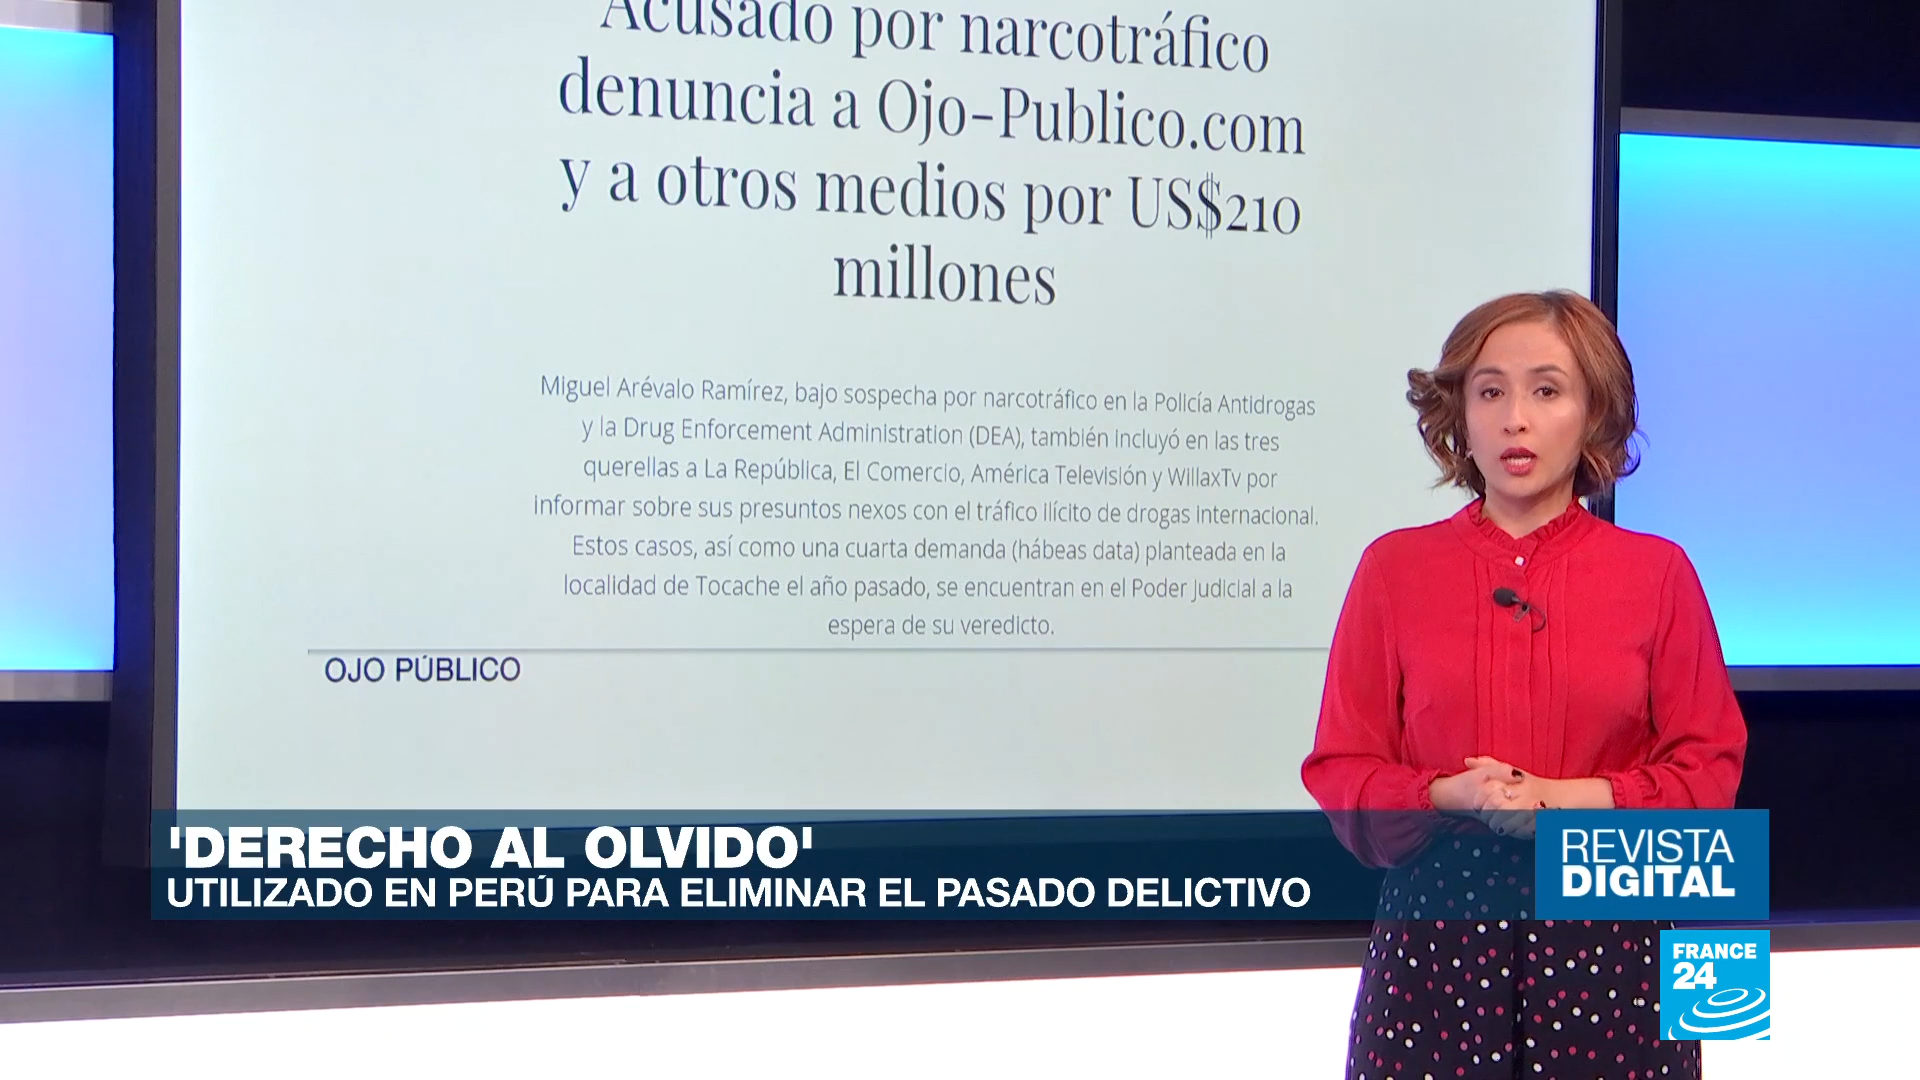 Acusado por narcotráfico
denuncia a Ojo-Publico.com
y a otros medios por US$210
millones
Miguel Arévalo Ramírez, bajo sospecha por narcotráfico en la Policía Antidrogas
y la Drug Enforcement Administration (DEA), también incluyó en las tres
querellas a La República, El Comercio, América Televisión y WillaxTv por
informar sobre sus presuntos nexos con el tráfico ilícito de drogas internacional.
Estos casos, así como una cuarta demanda (hábeas data) planteada en la
localidad de Tocache el año pasado, se encuentran en el Poder Judicial a la
espera de su veredicto.
OJO PÚBLICO
'DERECHO AL OLVIDO'
UTILIZADO EN PERÚ PARA ELIMINAR EL PASADO DELICTIVO
REVISTA
DIGITAL
FRANCE
24